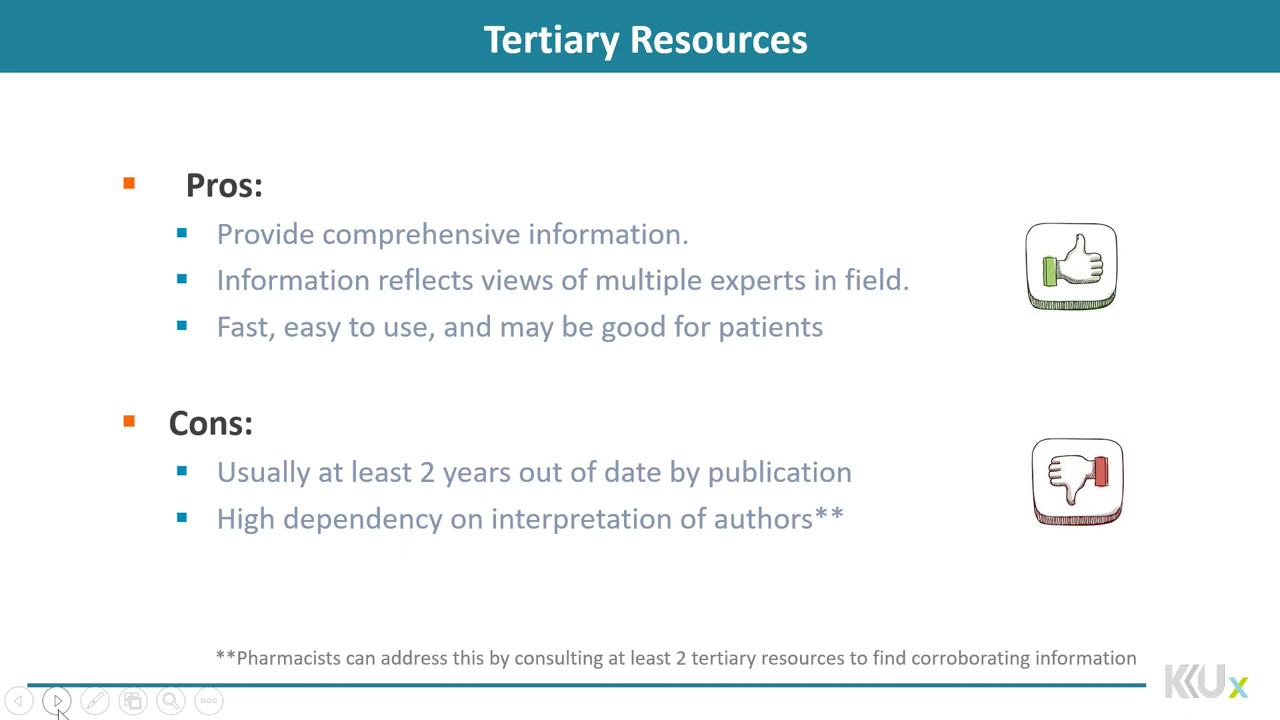 Tertiary Resources
Pros:
Provide comprehensive information.
Information reflects views of multiple experts in field.
Fast, easy to use, and may be good for patients
Cons:
Usually at least 2 years out of date by publication
High dependency on interpretation of authors**
**Pharmacists can address this by consulting at least 2 tertiary resources to find corroborating information
KKUx